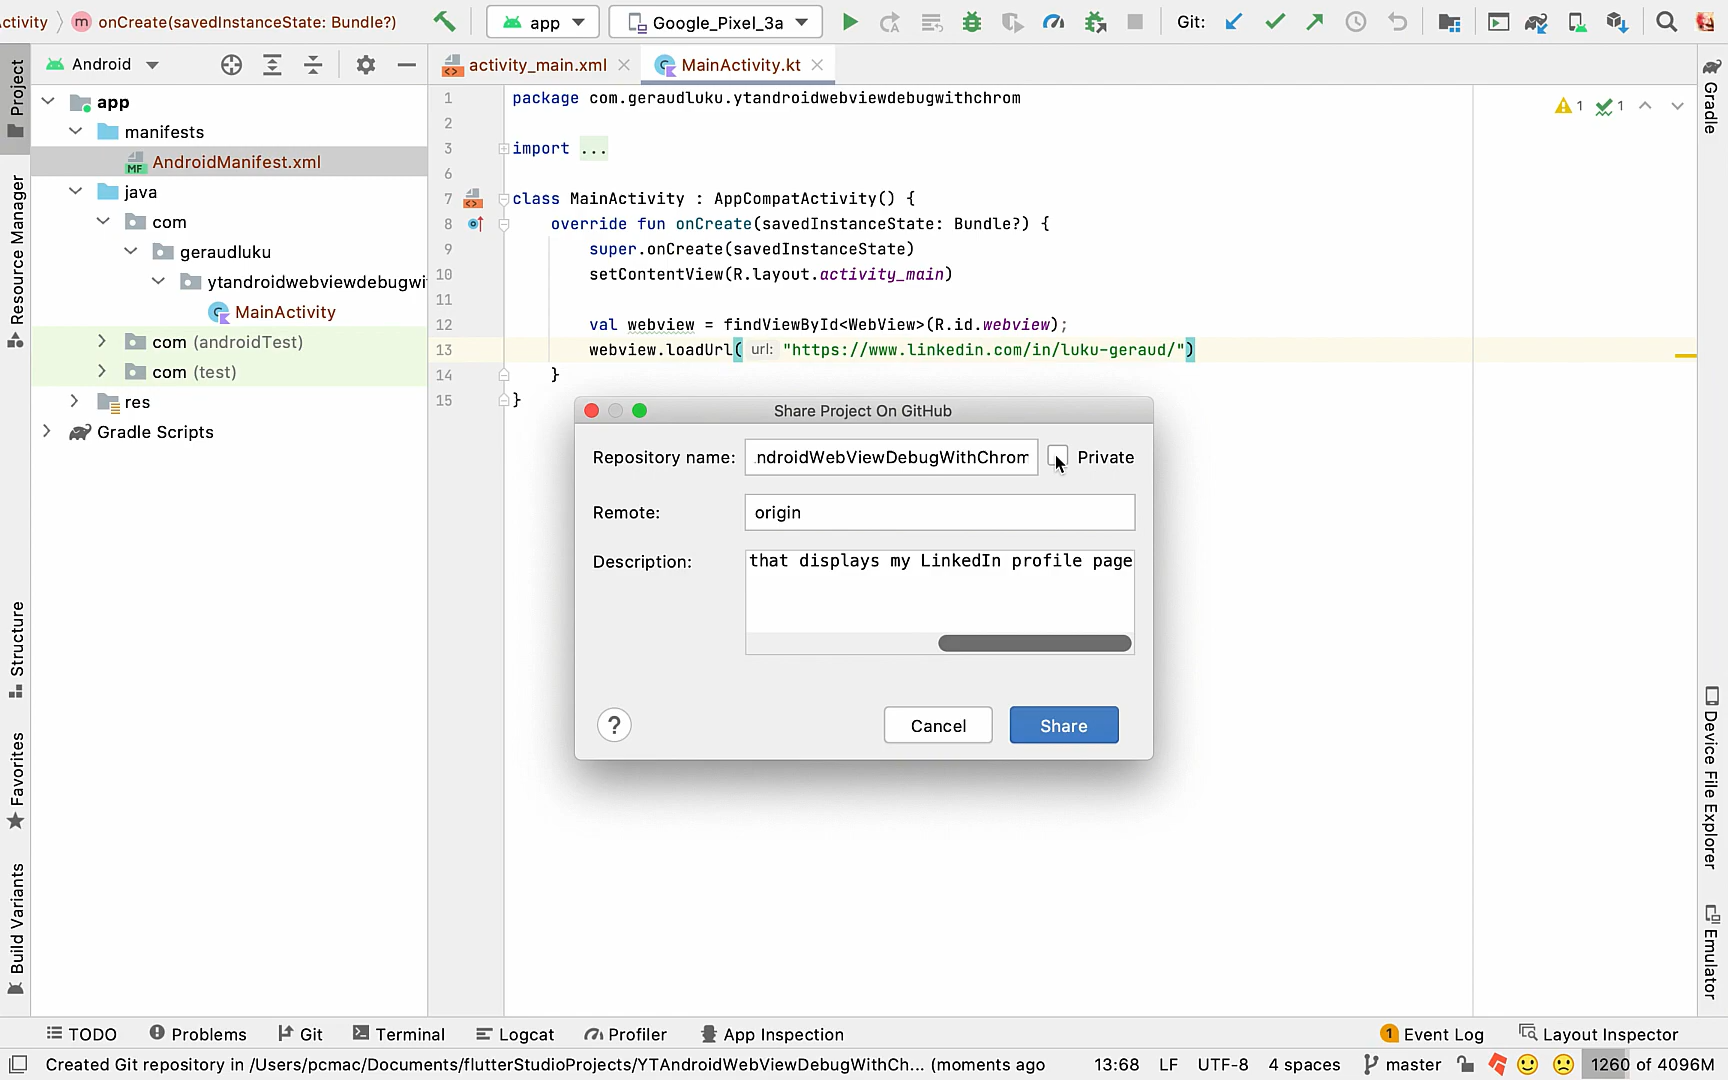 ctivity
onCreate(savedInstanceState: Bundle?)
app
Google_Pixel_3a
Git:
Project
Resource Manager
Structure
Favorites
Build Variants
Android
app
manifests
AndroidManifest.xml
java
com
geraudluku
ytandroidwebviewdebugwi
MainActivity
com (androidTest)
com (test)
res
Gradle Scripts
activity_main.xml
MainActivity.kt
1 package com.geraudluku.ytandroidwebviewdebugwithchrom
2
3 import ...
6
7 class MainActivity : AppCompatActivity() {
8 override fun onCreate(savedInstanceState: Bundle?) {
9 super.onCreate(savedInstanceState)
10 setContentView(R.layout.activity_main)
11
12 val webview = findViewById<WebView>(R.id.webview);
13 webview.loadUrl( url: "https://www.linkedin.com/in/luku-geraud/")
14 }
15 }
1
1
Share Project On GitHub
Repository name: ndroidWebViewDebugWithChrom Private
Remote: origin
Description: that displays my LinkedIn profile page
?
Cancel
Share
Gradle
Device File Explorer
Emulator
TODO
Problems
Git
Terminal
Logcat
Profiler
App Inspection
1 Event Log
Layout Inspector
Created Git repository in /Users/pcmac/Documents/flutterStudioProjects/YTAndroidWebViewDebugWithCh... (moments ago
13:68
LF
UTF-8
4 spaces
master
1260 of 4096M